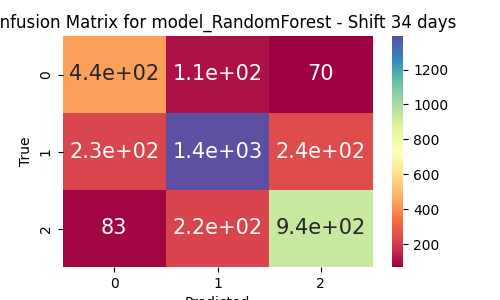 nfusion Matrix for model_RandomForest - Shift 34 days
True
0 4.4e+02 1.1e+02 70
1 2.3e+02 1.4e+03 2.4e+02
2 83 2.2e+02 9.4e+02
0 1 2
Predicted
1200
1000
800
600
400
200